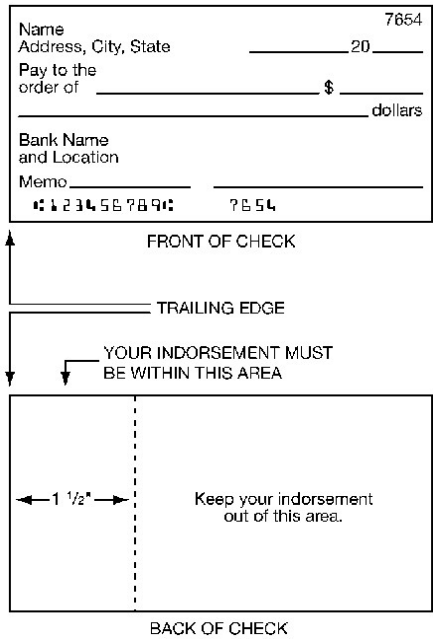 7654
Name
Address, City, State
20
Pay to the
order of $
dollars
Bank Name
and Location
Memo
⑆123456789⑆ 7654
FRONT OF CHECK
TRAILING EDGE
YOUR INDORSEMENT MUST
BE WITHIN THIS AREA
1 1/2"
Keep your indorsement
out of this area.
BACK OF CHECK